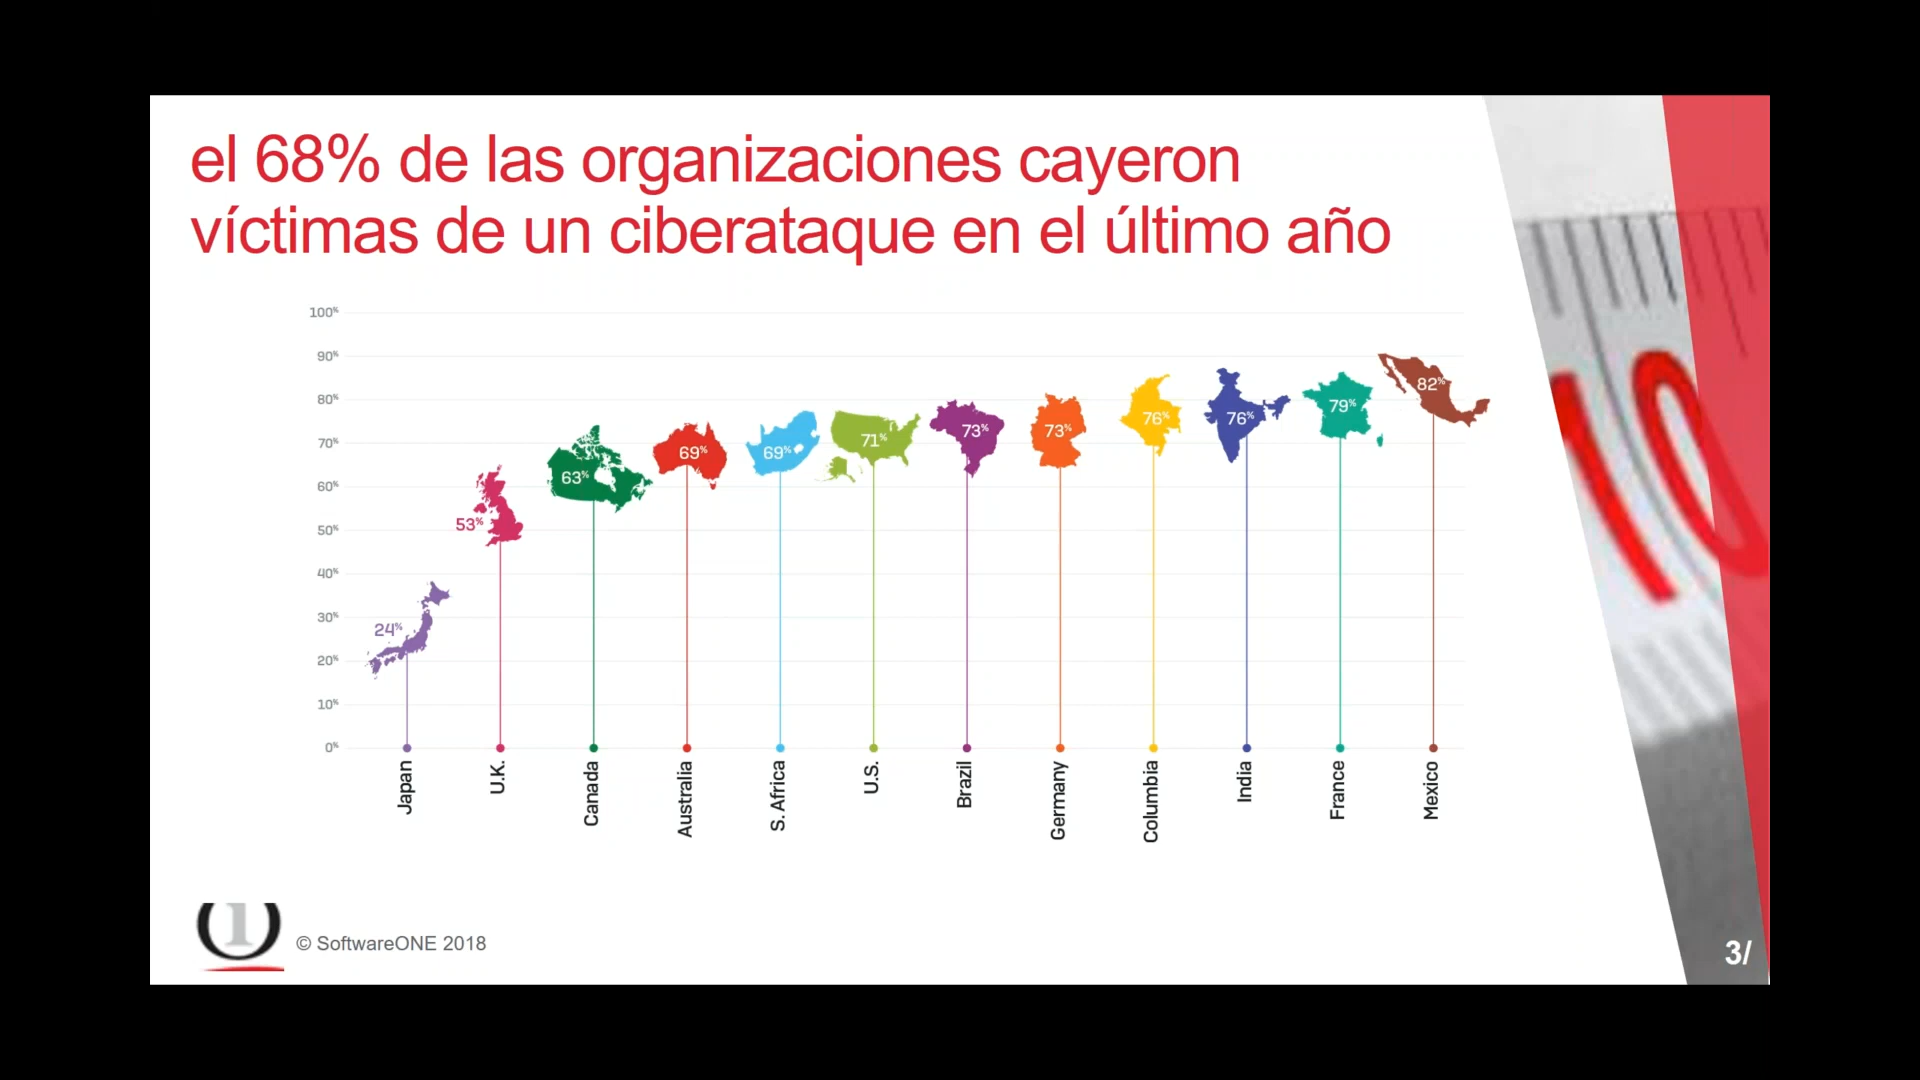 el 68% de las organizaciones cayeron
víctimas de un ciberataque en el último año
100%
90%
80%
70%
60%
50%
40%
30%
20%
10%
0%
24%
53%
63%
69%
69%
71%
73%
73%
76%
76%
79%
82%
Japan
U.K.
Canada
Australia
S. Africa
U.S.
Brazil
Germany
Columbia
India
France
Mexico
10
1
© SoftwareONE 2018
3/